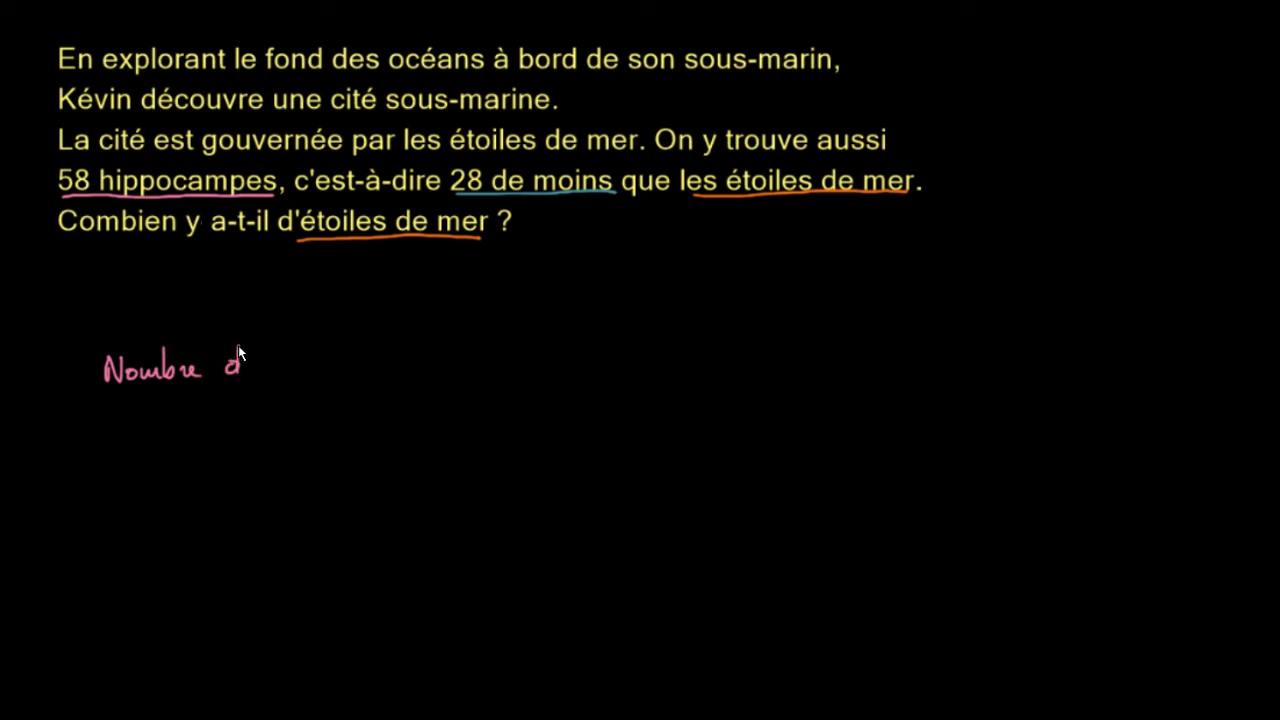 En explorant le fond des océans à bord de son sous-marin,
Kévin découvre une cité sous-marine.
La cité est gouvernée par les étoiles de mer. On y trouve aussi
58 hippocampes, c'est-à-dire 28 de moins que les étoiles de mer.
Combien y a-t-il d'étoiles de mer ?
Nombre d